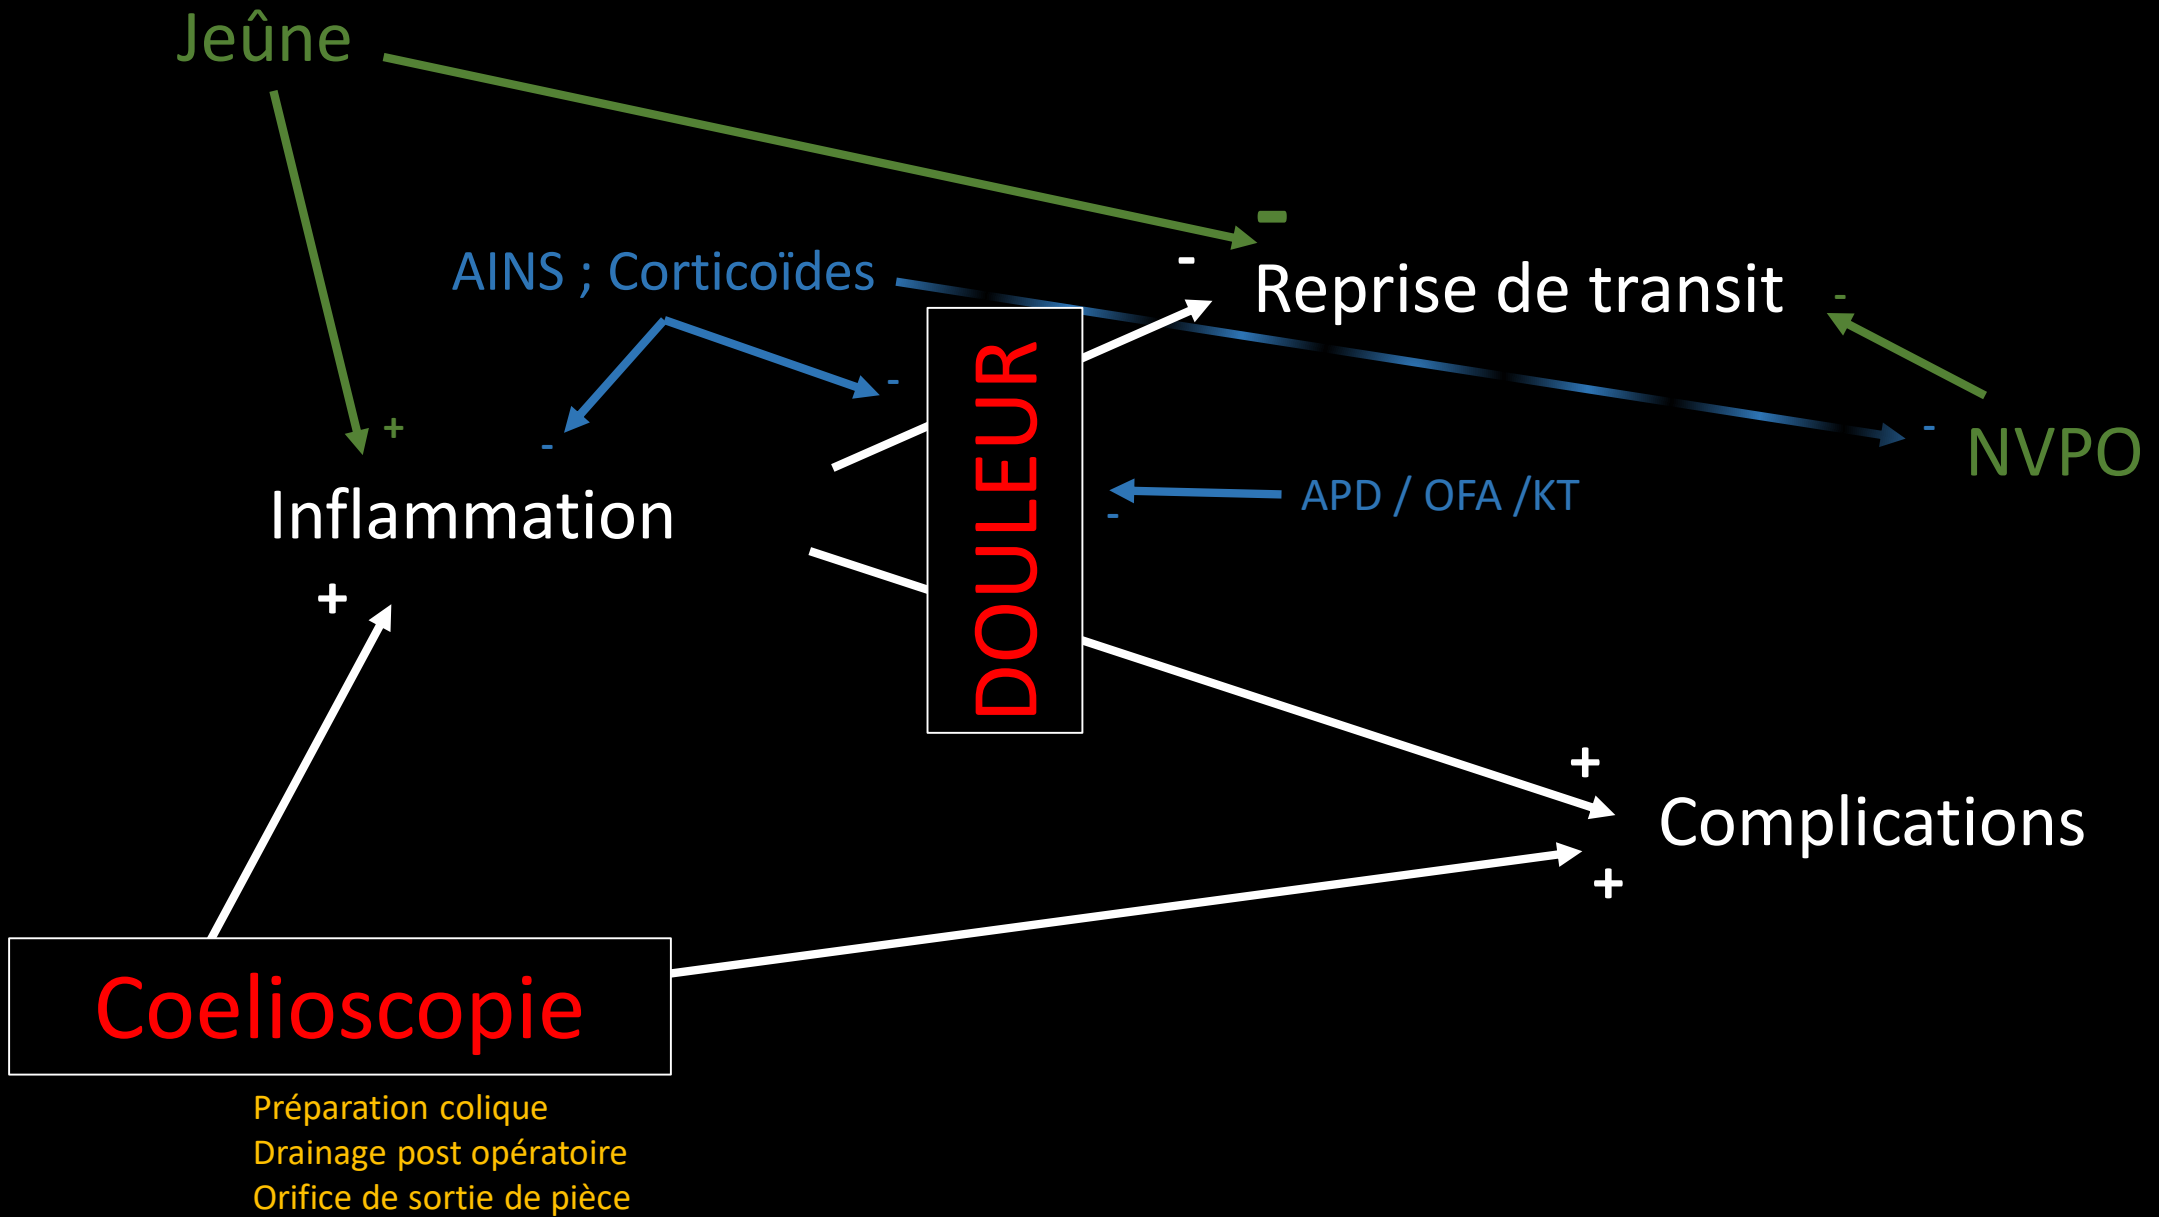 Jeûne
-
AINS ; Corticoïdes
-
Reprise de transit
-
-
+
-
-
NVPO
DOULEUR
APD / OFA /KT
-
Inflammation
+
+
Complications
+
Coelioscopie
Préparation colique
Drainage post opératoire
Orifice de sortie de pièce